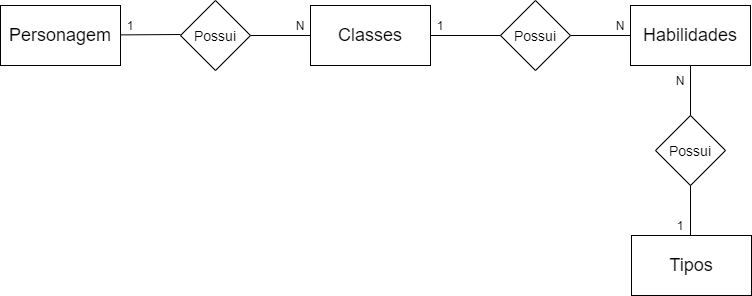 Personagem 1 Possui N Classes 1 Possui N Habilidades
N
Possui
1
Tipos